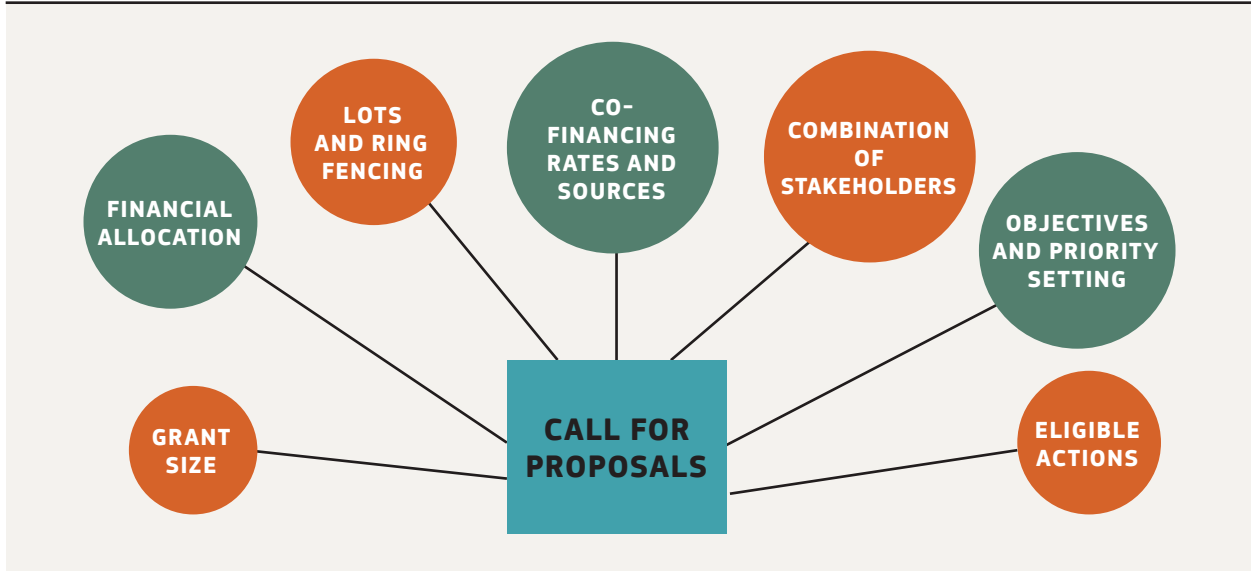 FINANCIAL
ALLOCATION
LOTS
AND RING
FENCING
CO-
FINANCING
RATES AND
SOURCES
COMBINATION
OF
STAKEHOLDERS
OBJECTIVES
AND PRIORITY
SETTING
GRANT
SIZE
CALL FOR
PROPOSALS
ELIGIBLE
ACTIONS